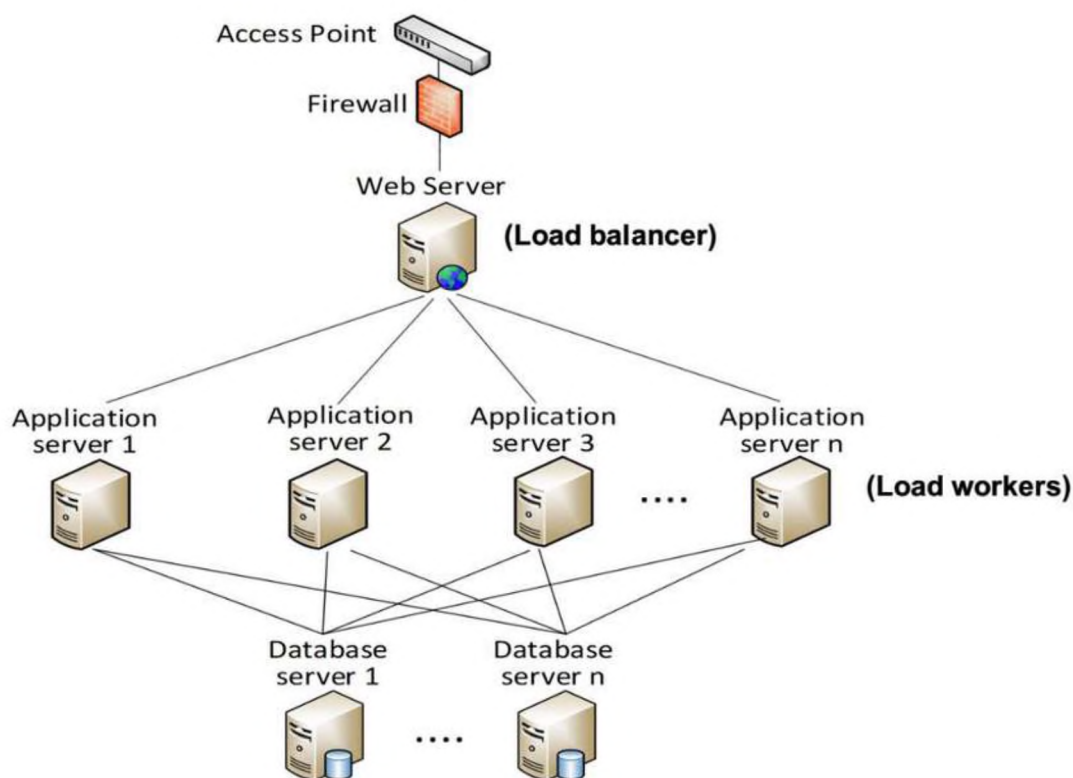 Access Point
Firewall
Web Server
(Load balancer)
Application
server 1
Application
server 2
Application
server 3
Application
server n
....
(Load workers)
Database
server 1
Database
server n
....